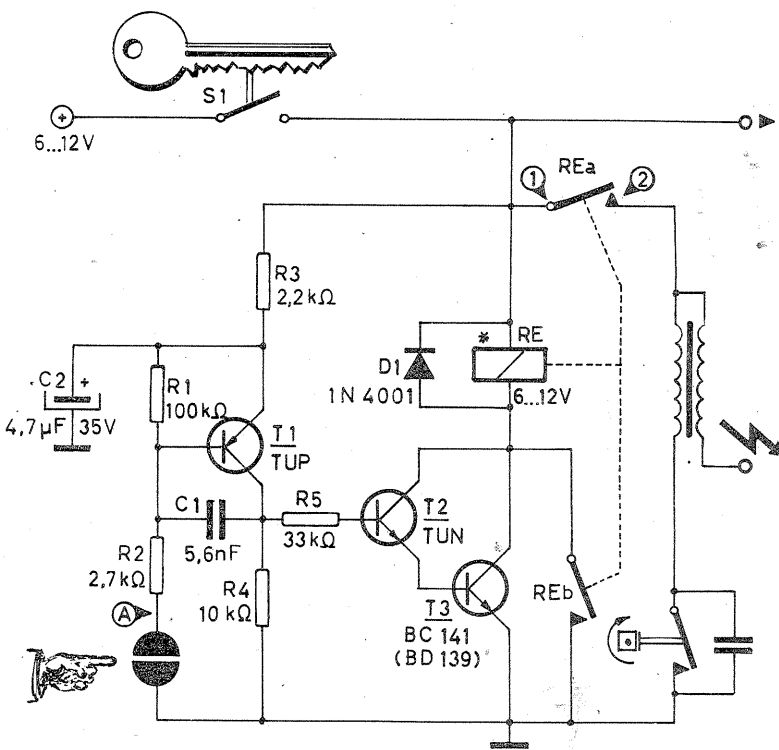 S1
+
6...12V
1
REa
2
R3
2,2kΩ
C2
+
4,7µF
35V
R1
100kΩ
D1
1N 4001
*
RE
6...12V
T1
TUP
C1
5,6nF
R5
33kΩ
T2
TUN
R2
2,7kΩ
R4
10kΩ
A
T3
BC 141
(BD 139)
REb